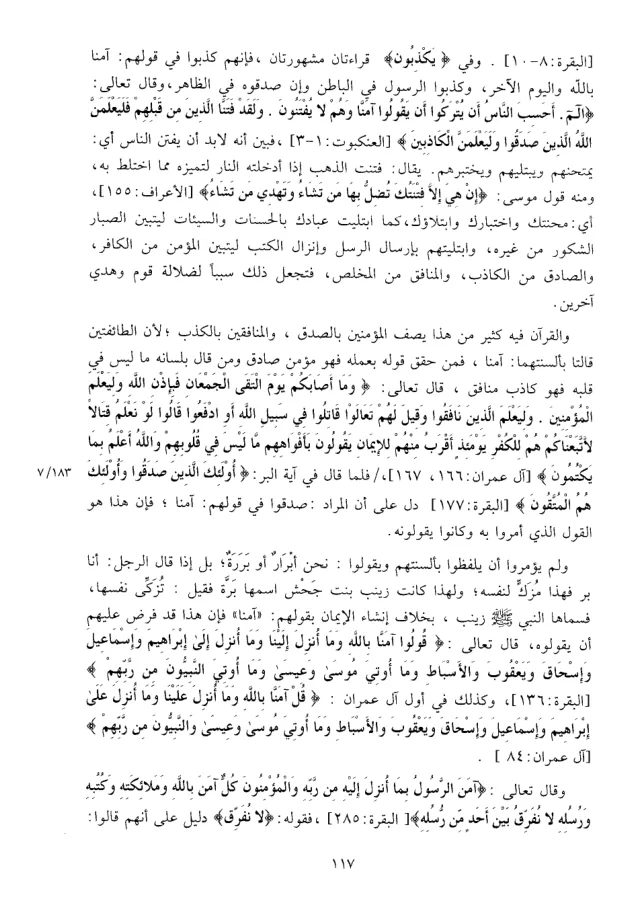 [البقرة:٨-١٠] . وفي ﴿ يَكْذِبُون﴾ قراءتان مشهورتان ،فإنهم كذبوا في قولهم: آمنا
بالله واليوم الآخر، وكذبوا الرسول في الباطن وإن صدقوه في الظاهر،وقال تعالى:
﴿الٓمٓ . أَحَسِبَ النَّاسُ أَن يُتْرَكُوا أَن يَقُولُوا آمَنَّا وَهُمْ لا يُفْتَنُونَ . وَلَقَدْ فَتَنَّا الَّذِينَ مِن قَبْلِهِمْ فَلَيَعْلَمَنَّ
اللَّهُ الَّذِينَ صَدَقُوا وَلَيَعْلَمَنَّ الْكَاذِبِينَ ﴾ [العنكبوت:١-٣] ،فبين أنه لابد أن يفتن الناس أي:
يمتحنهم ويبتليهم ويختبرهم. يقال: فتنت الذهب إذا أدخلته النار لتميزه مما اختلط به،
ومنه قول موسى: ﴿إِنْ هِيَ إِلاَّ فِتْنَتُكَ تُضِلُّ بِهَا مَن تَشَاءُ وَتَهْدِي مَن تَشَاءُ﴾ [الأعراف:١٥٥]،
أي:محنتك واختبارك وابتلاؤك،كما ابتليت عبادك بالحسنات والسيئات ليتبين الصبار
الشكور من غيره، وابتليتهم بإرسال الرسل وإنزال الكتب ليتبين المؤمن من الكافر،
والصادق من الكاذب، والمنافق من المخلص، فتجعل ذلك سبباً لضلالة قوم وهدي
آخرين.
والقرآن فيه كثير من هذا يصف المؤمنين بالصدق ، والمنافقين بالكذب ؛لأن الطائفتين
قالتا بألسنتهما: آمنا ، فمن حقق قوله بعمله فهو مؤمن صادق ومن قال بلسانه ما ليس في
قلبه فهو كاذب منافق ، قال تعالى: ﴿ وَمَا أَصَابَكُمْ يَوْمَ الْتَقَى الْجَمْعَانِ فَبِإِذْنِ اللَّهِ وَلِيَعْلَمَ
الْمُؤْمِنِينَ . وَلِيَعْلَمَ الَّذِينَ نَافَقُوا وَقِيلَ لَهُمْ تَعَالَوْا قَاتِلُوا فِي سَبِيلِ اللَّهِ أَوِ ادْفَعُوا قَالُوا لَوْ نَعْلَمُ قِتَالاً
لاَّتَّبَعْنَاكُمْ هُمْ لِلْكُفْرِ يَوْمَئِذٍ أَقْرَبُ مِنْهُمْ لِلإِيمَانِ يَقُولُونَ بِأَفْوَاهِهِم مَّا لَيْسَ فِي قُلُوبِهِمْ وَاللَّهُ أَعْلَمُ بِمَا
يَكْتُمُونَ ﴾ [آل عمران:١٦٦، ١٦٧]،/فلما قال في آية البر:﴿ أُولَئِكَ الَّذِينَ صَدَقُوا وَأُولَئِكَ ٧/١٨٣
هُمُ الْمُتَّقُونَ ﴾ [البقرة:١٧٧] دل على أن المراد :صدقوا في قولهم: آمنا ؛ فإن هذا هو
القول الذي أمروا به وكانوا يقولونه.
ولم يؤمروا أن يلفظوا بألسنتهم ويقولوا : نحن أبْرَارٌ أو بَرَرَةٌ؛ بل إذا قال الرجل: أنا
بر فهذا مُزَكٍّ لنفسه؛ ولهذا كانت زينب بنت جَحْش اسمها بَرَّة فقيل : تُزَكِّى نفسها،
فسماها النبي ﷺ زينب ، بخلاف إنشاء الإيمان بقولهم: «آمنا» فإن هذا قد فرض عليهم
أن يقولوه، قال تعالى :﴿ قُولُوا آمَنَّا بِاللَّهِ وَمَا أُنزِلَ إِلَيْنَا وَمَا أُنزِلَ إِلَىٰ إِبْرَاهِيمَ وَإِسْمَاعِيلَ
وَإِسْحَاقَ وَيَعْقُوبَ وَالأَسْبَاطِ وَمَا أُوتِيَ مُوسَىٰ وَعِيسَىٰ وَمَا أُوتِيَ النَّبِيُّونَ مِن رَّبِّهِمْ ﴾
[البقرة:١٣٦]، وكذلك في أول آل عمران : ﴿ قُلْ آمَنَّا بِاللَّهِ وَمَا أُنزِلَ عَلَيْنَا وَمَا أُنزِلَ عَلَىٰ
إِبْرَاهِيمَ وَإِسْمَاعِيلَ وَإِسْحَاقَ وَيَعْقُوبَ وَالأَسْبَاطِ وَمَا أُوتِيَ مُوسَىٰ وَعِيسَىٰ وَالنَّبِيُّونَ مِن رَّبِّهِمْ ﴾
[آل عمران: ٨٤ ] .
وقال تعالى :﴿آمَنَ الرَّسُولُ بِمَا أُنزِلَ إِلَيْهِ مِن رَّبِّهِ وَالْمُؤْمِنُونَ كُلٌّ آمَنَ بِاللَّهِ وَمَلائِكَتِهِ وَكُتُبِهِ
وَرُسُلِهِ لا نُفَرِّقُ بَيْنَ أَحَدٍ مِّن رُّسُلِهِ﴾[ البقرة:٢٨٥] ،فقوله:﴿لا نُفَرِّقُ﴾ دليل على أنهم قالوا:
١١٧